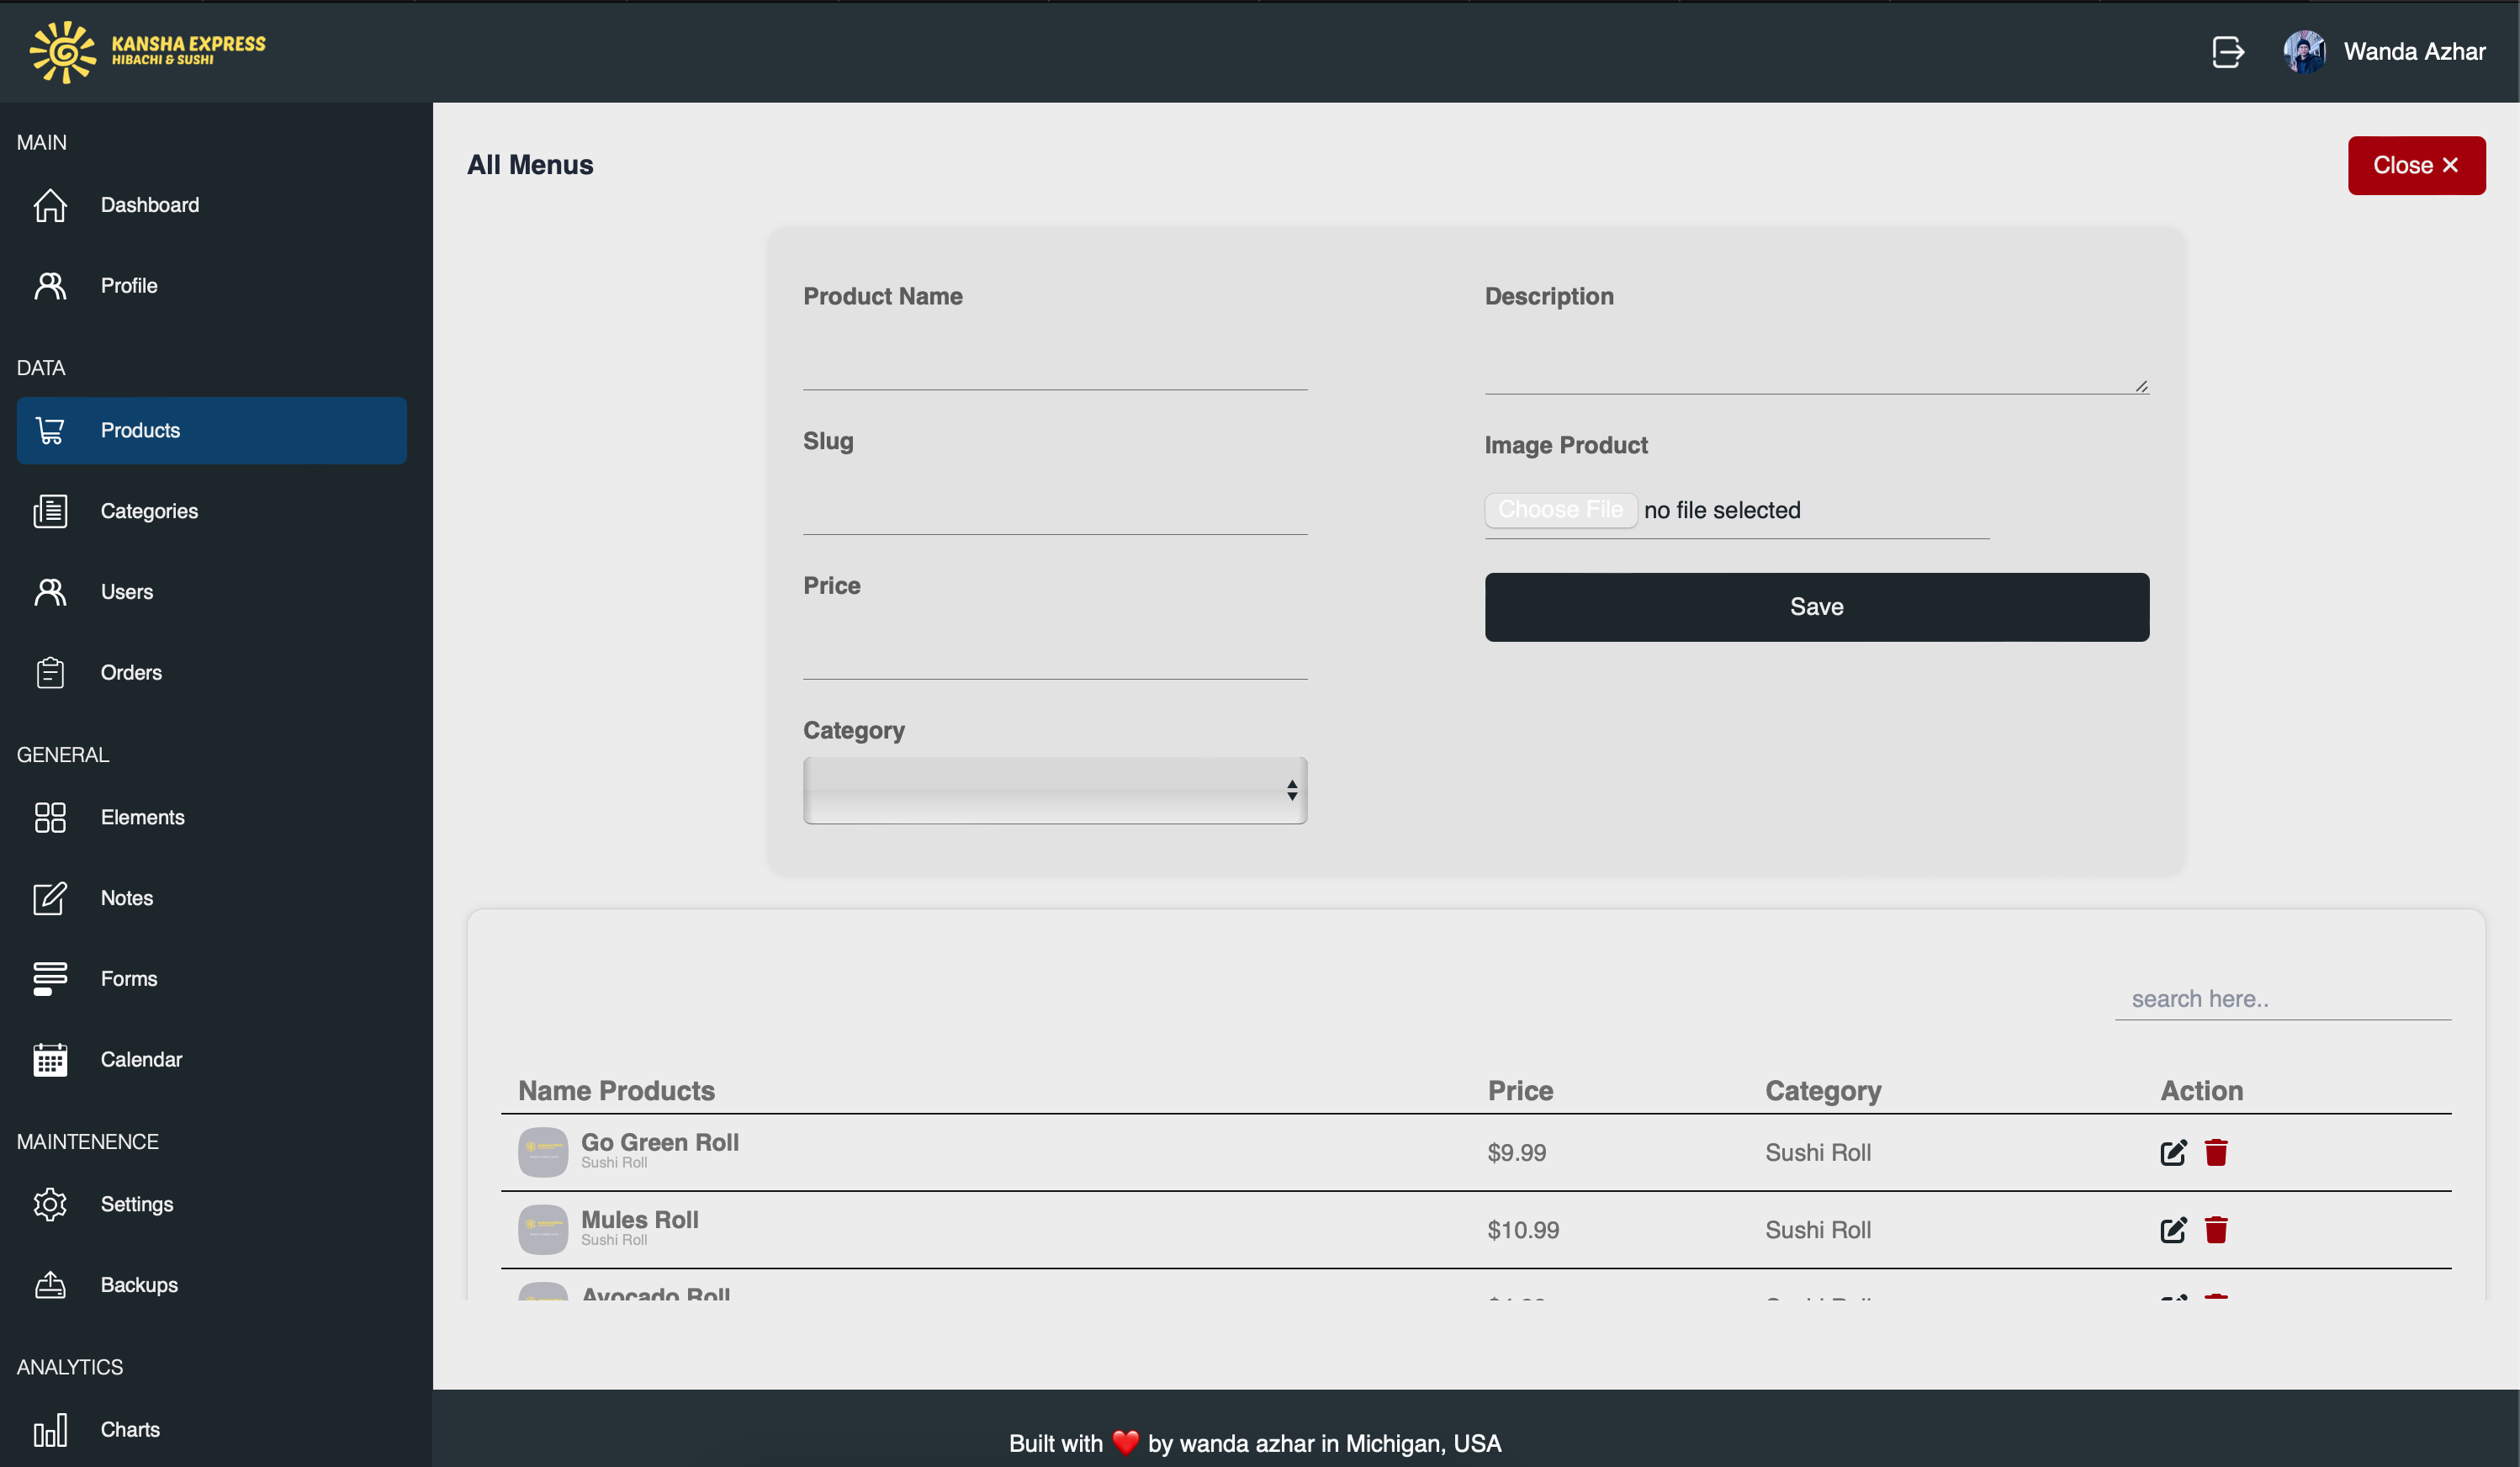 KANSHA EXPRESS
HIBACHI & SUSHI
Wanda Azhar
MAIN
Dashboard
Profile
DATA
Products
Categories
Users
Orders
GENERAL
Elements
Notes
Forms
Calendar
MAINTENENCE
Settings
Backups
ANALYTICS
Charts
All Menus
Close ×
Product Name
Slug
Price
Category
Description
Image Product
Choose File no file selected
Save
search here..
Name Products Price Category Action
Go Green Roll
Sushi Roll
$9.99 Sushi Roll
Mules Roll
Sushi Roll
$10.99 Sushi Roll
Avocado Roll
Built with ❤️ by wanda azhar in Michigan, USA